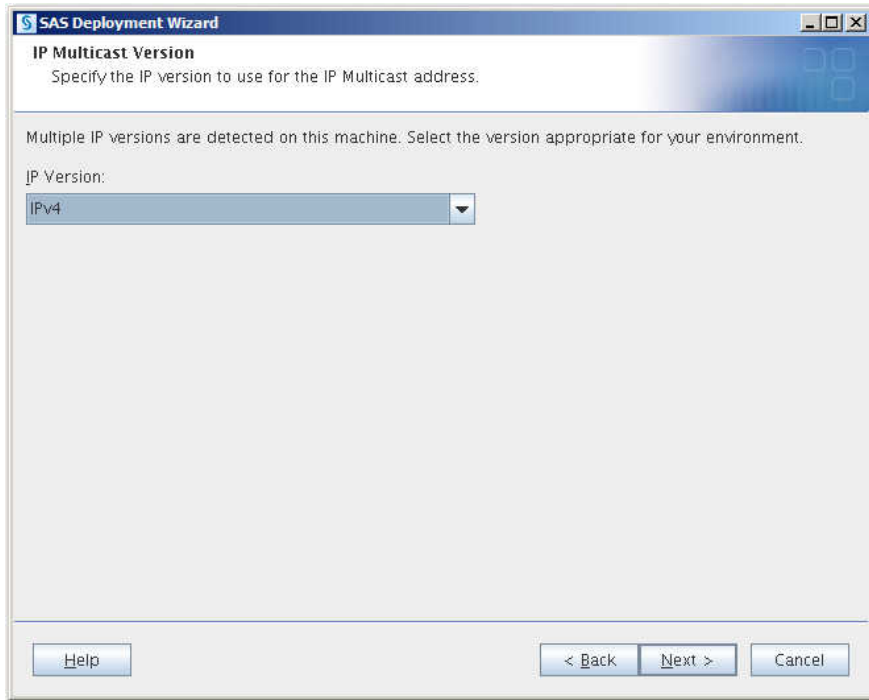 SAS Deployment Wizard
IP Multicast Version
Specify the IP version to use for the IP Multicast address.
Multiple IP versions are detected on this machine. Select the version appropriate for your environment.
IP Version:
IPv4
Help
< Back
Next >
Cancel